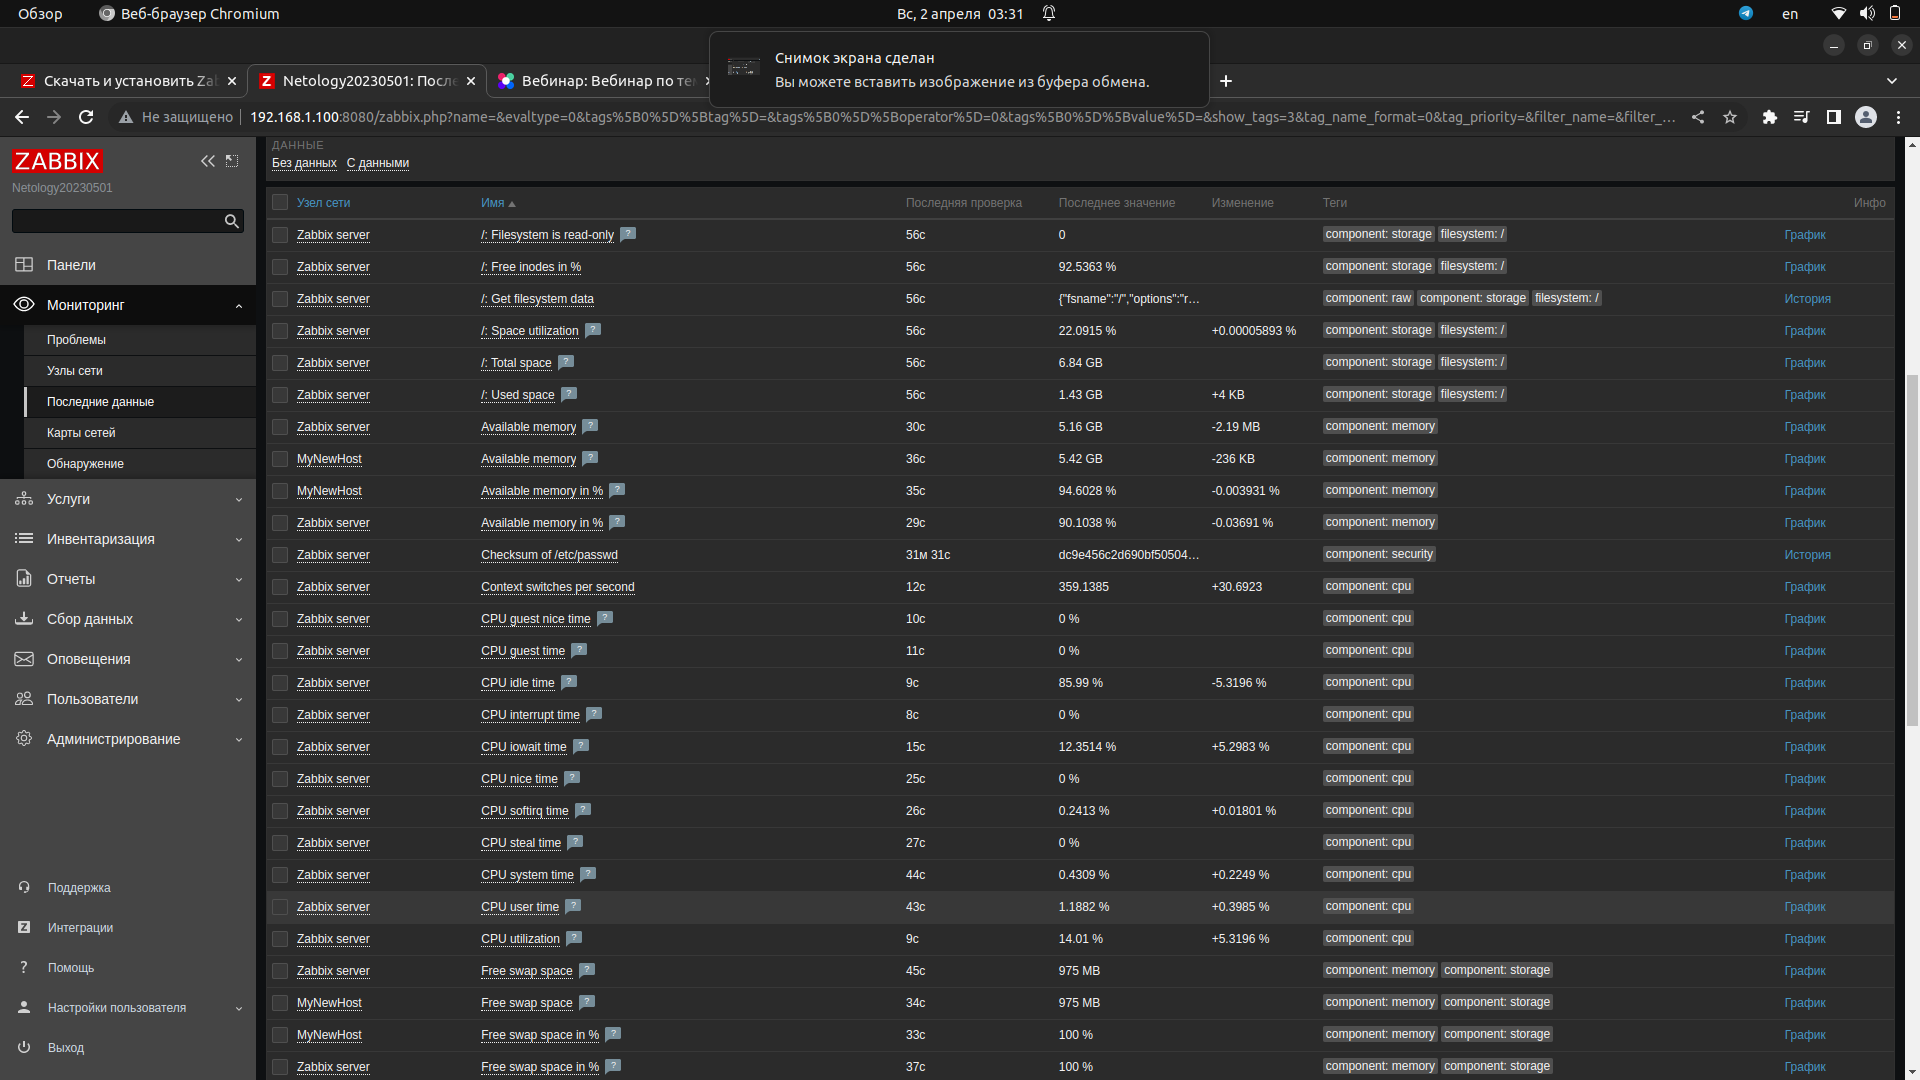 Обзор
Веб-браузер Chromium
Вс, 2 апреля 03:31
en
Снимок экрана сделан
Вы можете вставить изображение из буфера обмена.
Скачать и установить Za
Netology20230501: После
Вебинар: Вебинар по те
Не защищено
192.168.1.100:8080/zabbix.php?name=&evaltype=0&tags%5B0%5D%5Btag%5D=&tags%5B0%5D%5Boperator%5D=0&tags%5B0%5D%5Bvalue%5D=&show_tags=3&tag_name_format=0&tag_priority=&filter_name=&filter_...
ZABBIX
Netology20230501
Панели
Мониторинг
Проблемы
Узлы сети
Последние данные
Карты сетей
Обнаружение
Услуги
Инвентаризация
Отчеты
Сбор данных
Оповещения
Пользователи
Администрирование
Поддержка
Интеграции
Помощь
Настройки пользователя
Выход
ДАННЫЕ
Без данных С данными
Узел сети Имя Последняя проверка Последнее значение Изменение Теги Инфо
Zabbix server /: Filesystem is read-only ? 56с 0 component: storage filesystem: / График
Zabbix server /: Free inodes in % 56с 92.5363 % component: storage filesystem: / График
Zabbix server /: Get filesystem data 56с {"fsname":"/","options":"r... component: raw component: storage filesystem: / История
Zabbix server /: Space utilization ? 56с 22.0915 % +0.00005893 % component: storage filesystem: / График
Zabbix server /: Total space ? 56с 6.84 GB component: storage filesystem: / График
Zabbix server /: Used space ? 56с 1.43 GB +4 KB component: storage filesystem: / График
Zabbix server Available memory ? 30с 5.16 GB -2.19 MB component: memory График
MyNewHost Available memory ? 36с 5.42 GB -236 KB component: memory График
MyNewHost Available memory in % ? 35с 94.6028 % -0.003931 % component: memory График
Zabbix server Available memory in % ? 29с 90.1038 % -0.03691 % component: memory График
Zabbix server Checksum of /etc/passwd 31м 31с dc9e456c2d690bf50504... component: security История
Zabbix server Context switches per second 12с 359.1385 +30.6923 component: cpu График
Zabbix server CPU guest nice time ? 10с 0 % component: cpu График
Zabbix server CPU guest time ? 11с 0 % component: cpu График
Zabbix server CPU idle time ? 9с 85.99 % -5.3196 % component: cpu График
Zabbix server CPU interrupt time ? 8с 0 % component: cpu График
Zabbix server CPU iowait time ? 15с 12.3514 % +5.2983 % component: cpu График
Zabbix server CPU nice time ? 25с 0 % component: cpu График
Zabbix server CPU softirq time ? 26с 0.2413 % +0.01801 % component: cpu График
Zabbix server CPU steal time ? 27с 0 % component: cpu График
Zabbix server CPU system time ? 44с 0.4309 % +0.2249 % component: cpu График
Zabbix server CPU user time ? 43с 1.1882 % +0.3985 % component: cpu График
Zabbix server CPU utilization ? 9с 14.01 % +5.3196 % component: cpu График
Zabbix server Free swap space ? 45с 975 MB component: memory component: storage График
MyNewHost Free swap space ? 34с 975 MB component: memory component: storage График
MyNewHost Free swap space in % ? 33с 100 % component: memory component: storage График
Zabbix server Free swap space in % ? 37с 100 % component: memory component: storage График